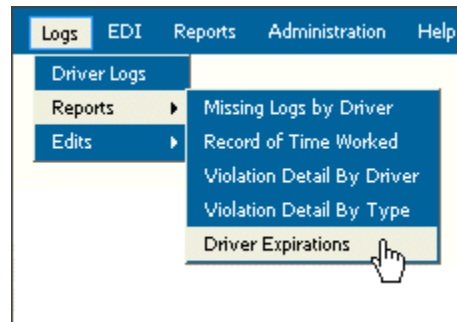 Logs EDI Reports Administration Help
Driver Logs
Reports
Edits
Missing Logs by Driver
Record of Time Worked
Violation Detail By Driver
Violation Detail By Type
Driver Expirations